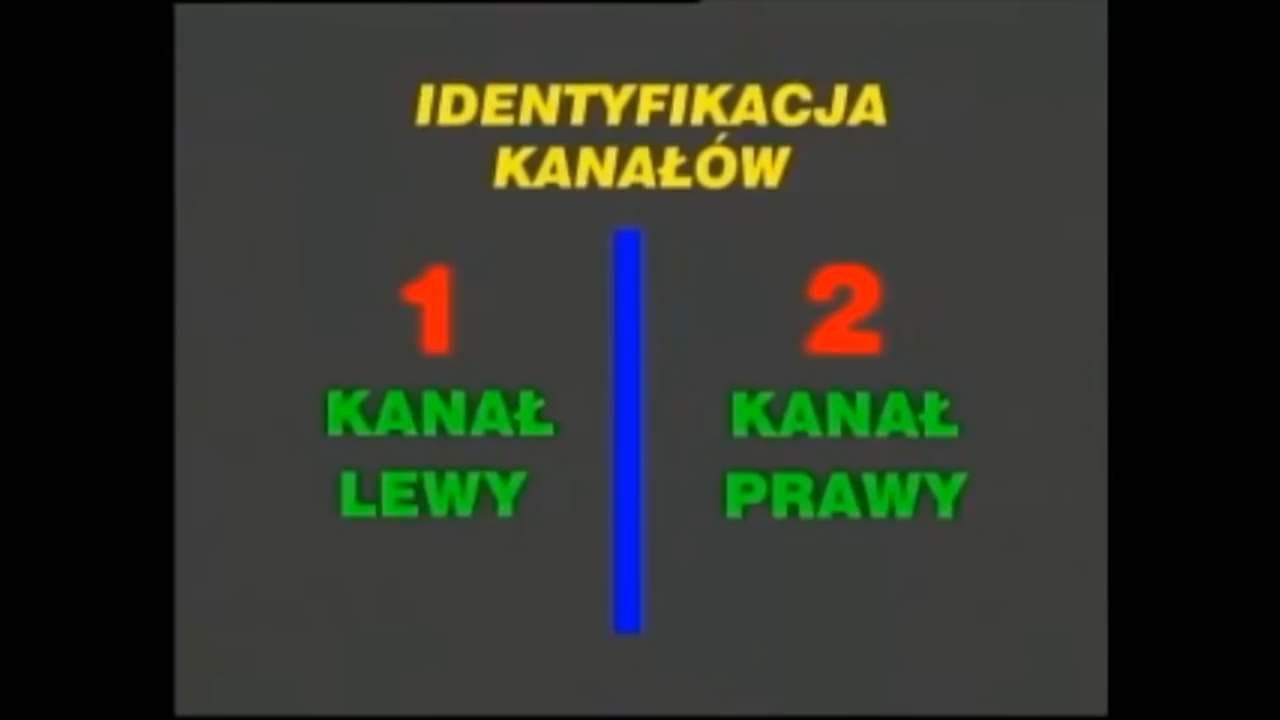 IDENTYFIKACJA
KANAŁÓW
1
KANAŁ
LEWY
2
KANAŁ
PRAWY